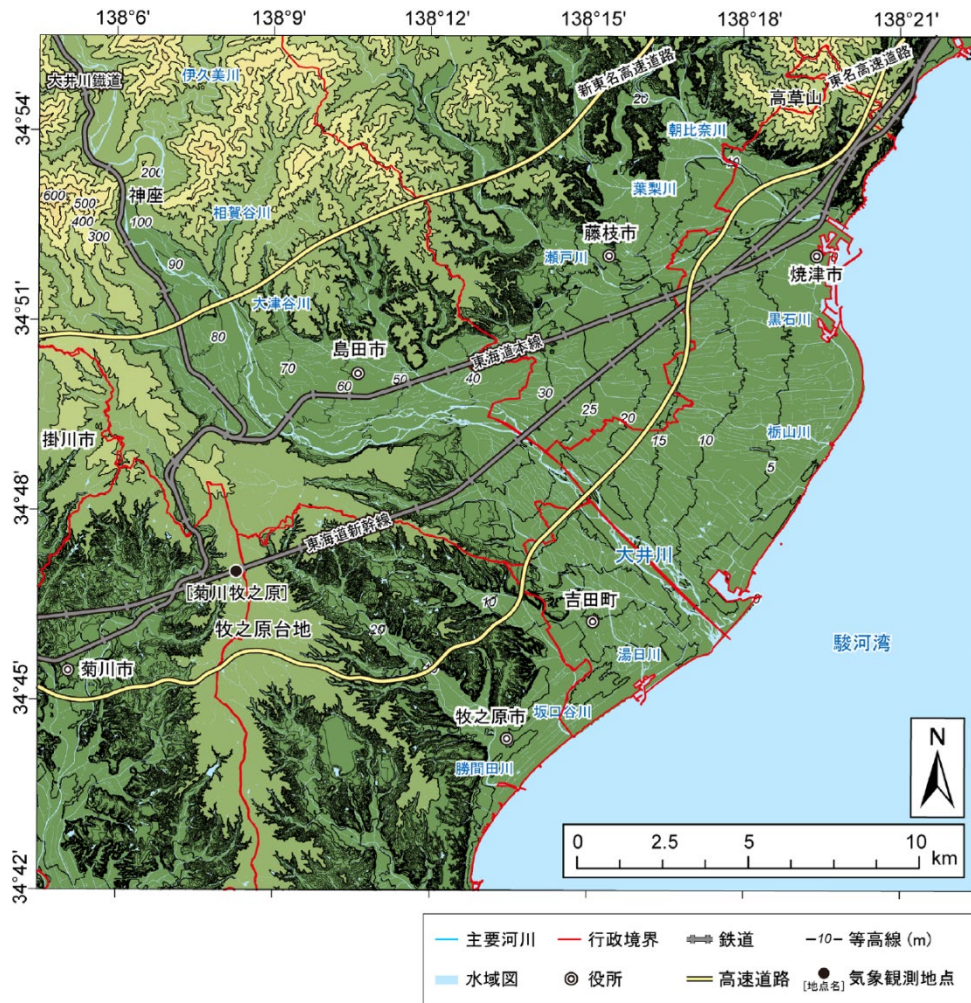 138°6′ 138°9′ 138°12′ 138°15′ 138°18′ 138°21′
大井川鐵道
伊久美川
新東名高速道路
東名高速道路
高草山
34°54′
20
朝比奈川
10
200
神座
600
500
400
300
100
葉梨川
相賀谷川
藤枝市
瀬戸川
焼津市
90
34°51′
大津谷川
黒石川
80
島田市
東海道本線
70
60
50
40
30
25
20
15
10
5
掛川市
栃山川
34°48′
東海道新幹線
大井川
[菊川牧之原]
10
吉田町
牧之原台地
20
駿河湾
菊川市
湯日川
34°45′
坂口谷川
牧之原市
勝間田川
N
0 2.5 5 10
km
34°42′
主要河川 行政境界 鉄道 -10- 等高線 (m)
水域図 役所 高速道路 [地点名] 気象観測地点